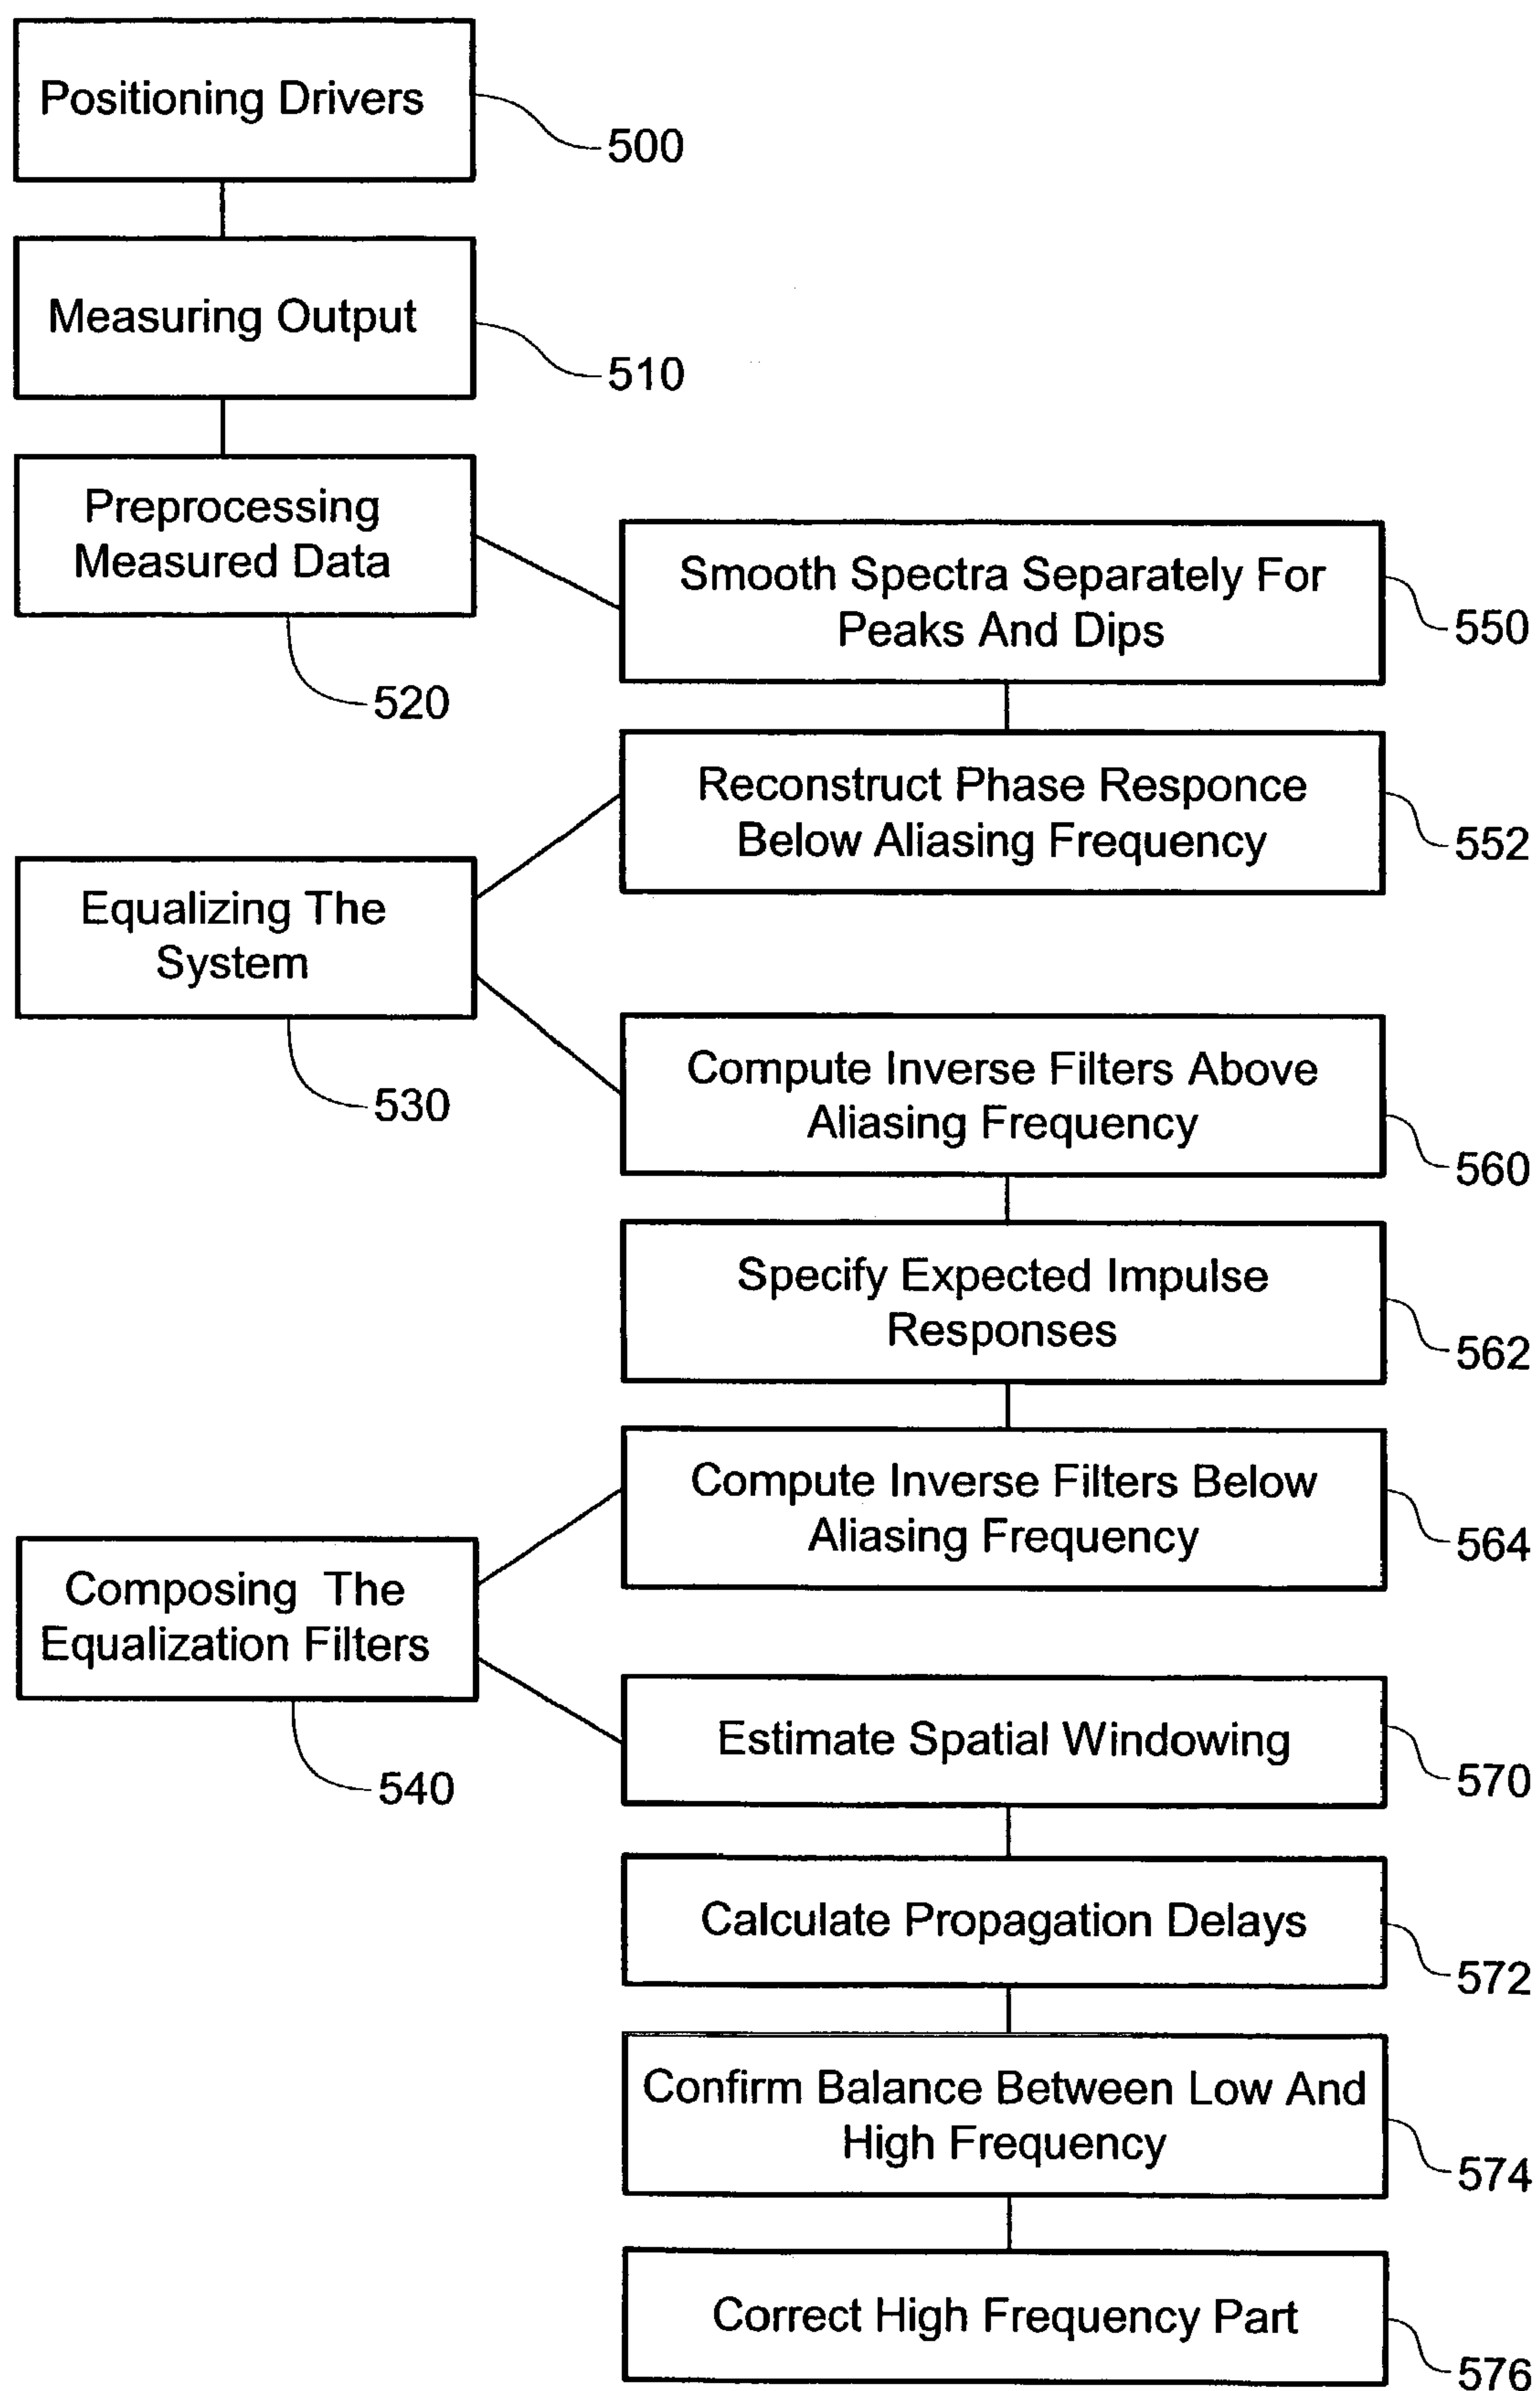 Positioning Drivers
500
Measuring Output
510
Preprocessing
Measured Data
520
Smooth Spectra Separately For
Peaks And Dips
550
Reconstruct Phase Responce
Below Aliasing Frequency
552
Equalizing The
System
530
Compute Inverse Filters Above
Aliasing Frequency
560
Specify Expected Impulse
Responses
562
Compute Inverse Filters Below
Aliasing Frequency
564
Composing The
Equalization Filters
540
Estimate Spatial Windowing
570
Calculate Propagation Delays
572
Confirm Balance Between Low And
High Frequency
574
Correct High Frequency Part
576